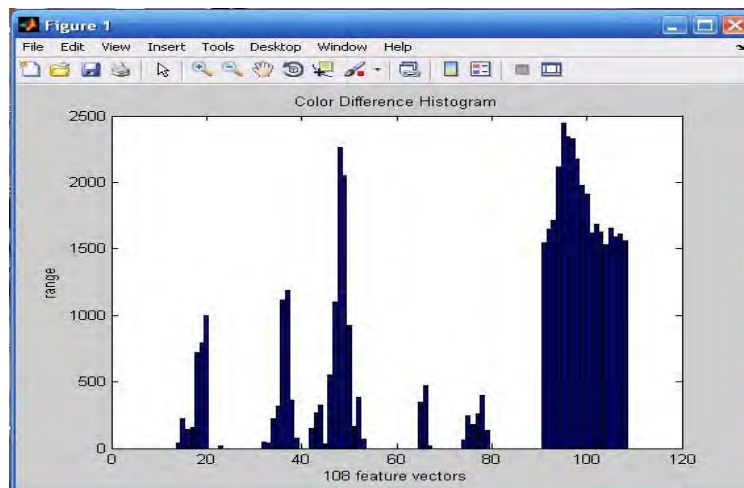 Figure 1
File Edit View Insert Tools Desktop Window Help
Color Difference Histogram
2500
2000
1500
1000
500
0
range
0 20 40 60 80 100 120
108 feature vectors